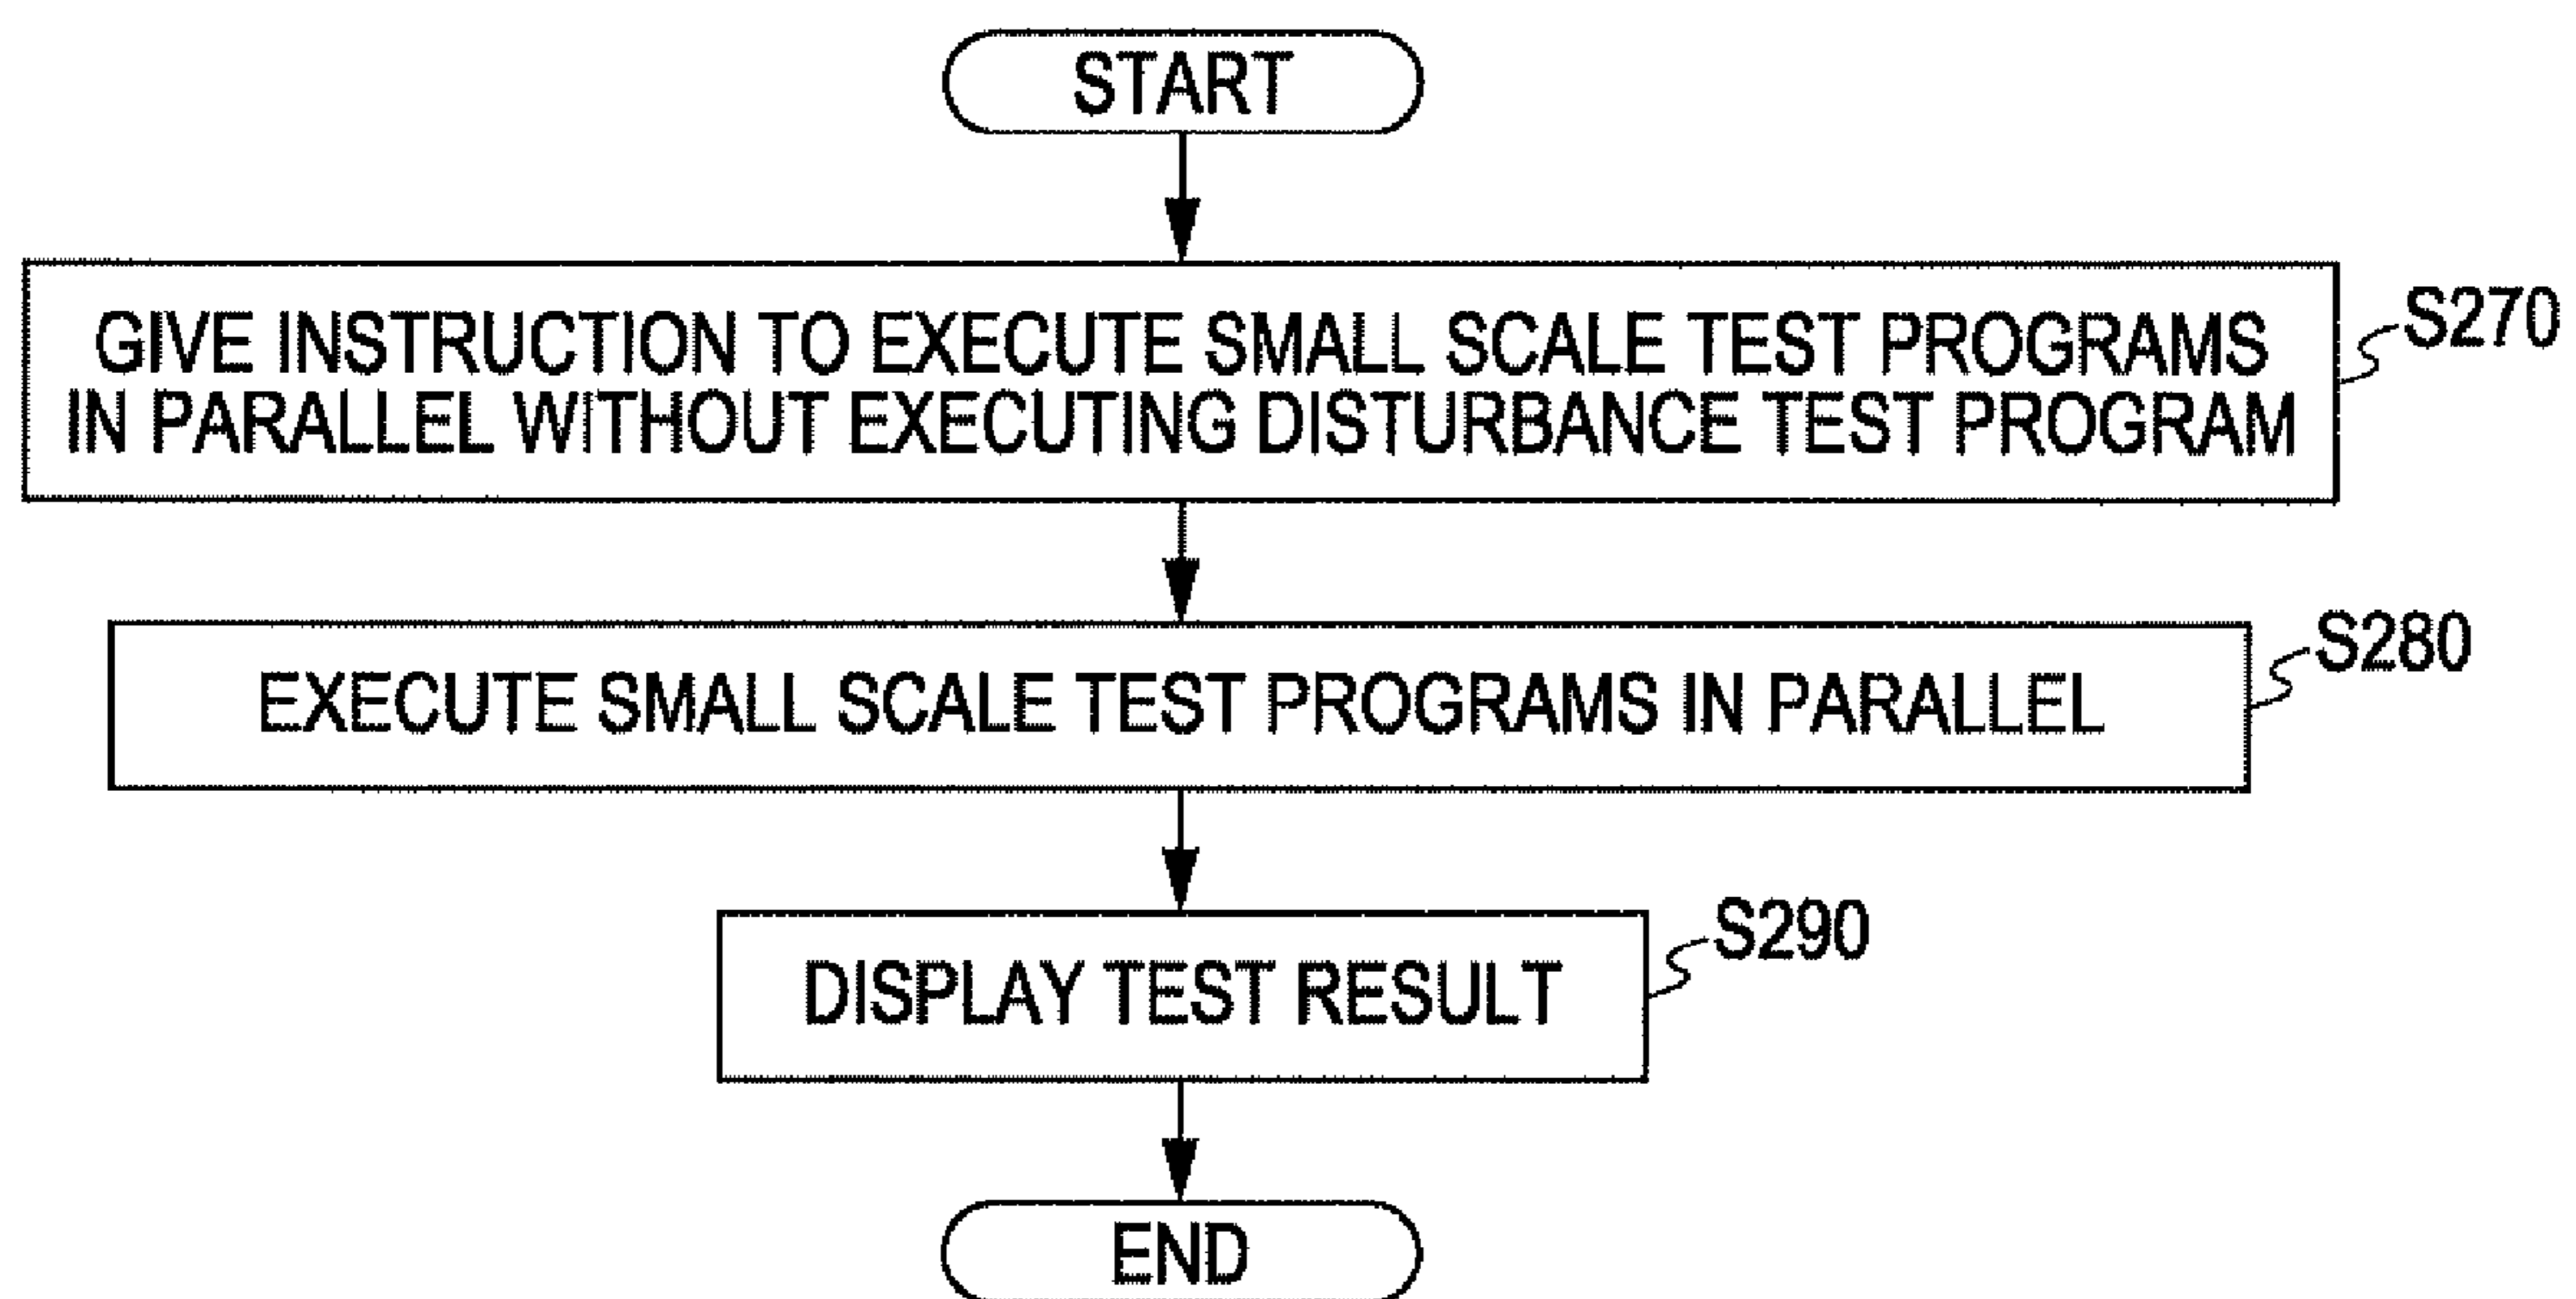 START
GIVE INSTRUCTION TO EXECUTE SMALL SCALE TEST PROGRAMS
IN PARALLEL WITHOUT EXECUTING DISTURBANCE TEST PROGRAM
S270
EXECUTE SMALL SCALE TEST PROGRAMS IN PARALLEL
S280
DISPLAY TEST RESULT
S290
END